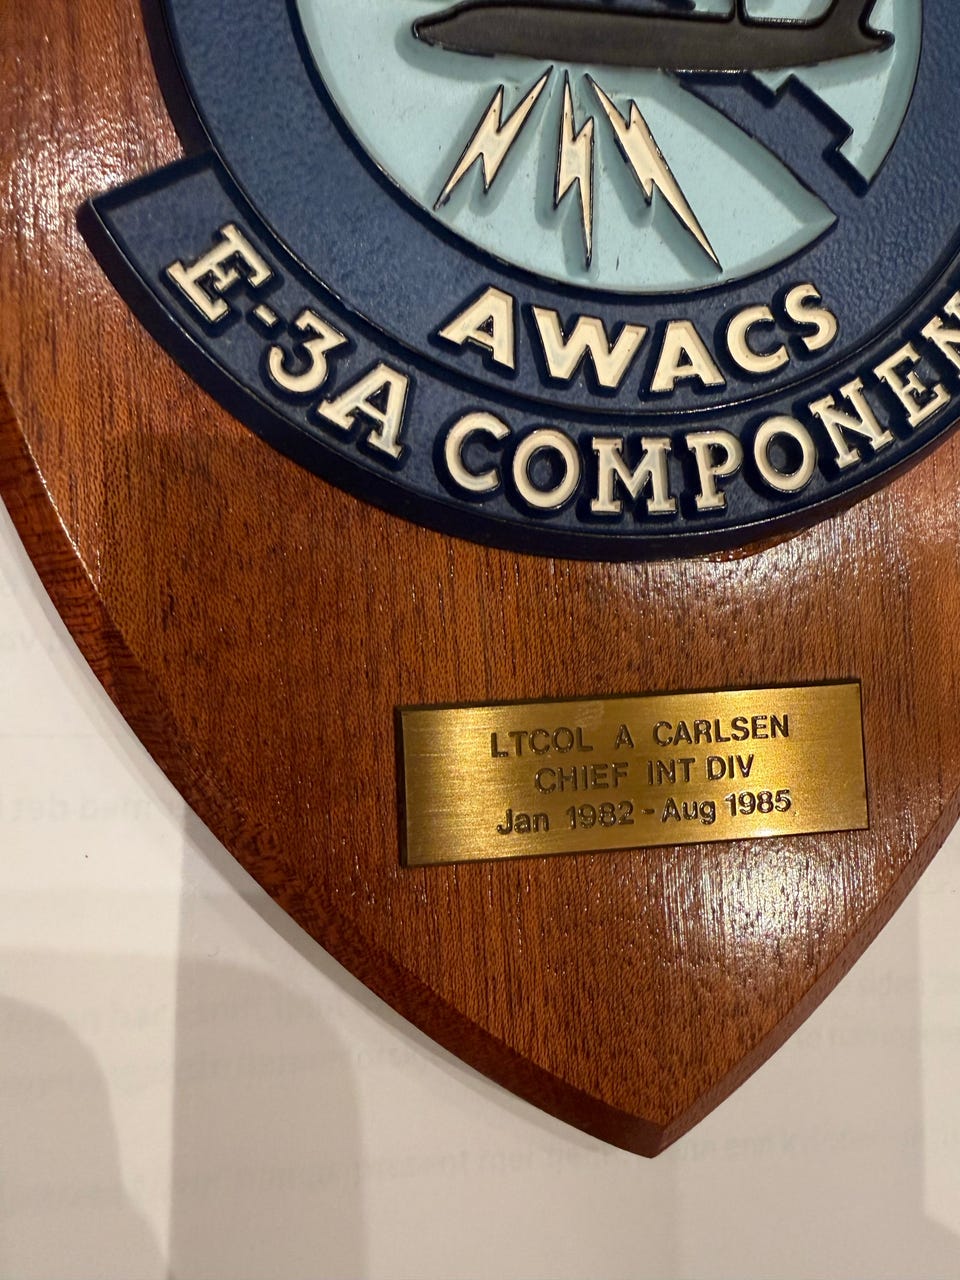 AWACS
E-3A COMPONEN
LTCOL A CARLSEN
CHIEF INT DIV
Jan 1982 - Aug 1985